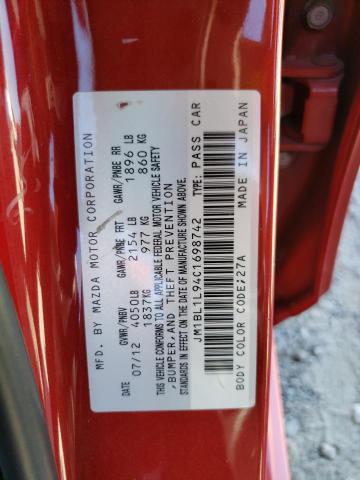 MFD. BY MAZDA MOTOR CORPORATION
DATE GVWR/PNBV GAWR/PNBE FRT GAWR/PNBE RR
07/12 4050LB 2154 LB 1896 LB
1837KG 977 KG 860 KG
THIS VEHICLE CONFORMS TO ALL APPLICABLE FEDERAL MOTOR VEHICLE SAFETY
,BUMPER,AND THEFT PREVENTION
STANDARDS IN EFFECT ON THE DATE OF MANUFACTURE SHOWN ABOVE.
JM1BL1L94C1698742 TYPE: PASS CAR
MADE IN JAPAN
BODY COLOR CODE:27A